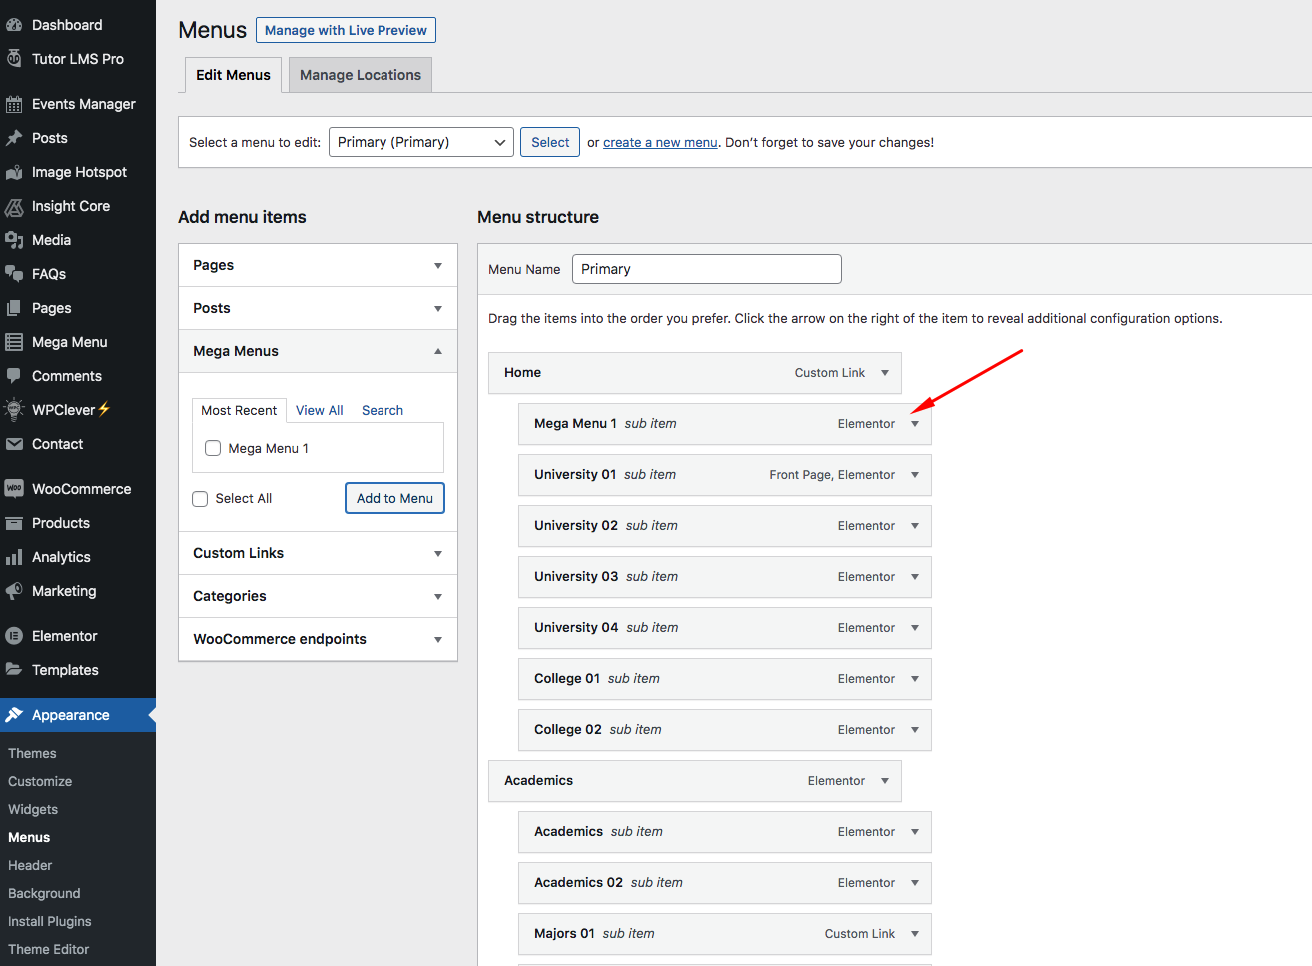 Dashboard
Tutor LMS Pro
Events Manager
Posts
Image Hotspot
Insight Core
Media
FAQs
Pages
Mega Menu
Comments
WPClever⚡
Contact
WOO WooCommerce
Products
Analytics
Marketing
Elementor
Templates
Appearance
Themes
Customize
Widgets
Menus
Header
Background
Install Plugins
Theme Editor
Menus Manage with Live Preview
Edit Menus Manage Locations
Select a menu to edit: Primary (Primary) Select or create a new menu. Don’t forget to save your changes!
Add menu items
Pages
Posts
Mega Menus
Most Recent View All Search
Mega Menu 1
Select All Add to Menu
Custom Links
Categories
WooCommerce endpoints
Menu structure
Menu Name Primary
Drag the items into the order you prefer. Click the arrow on the right of the item to reveal additional configuration options.
Home Custom Link
Mega Menu 1 sub item Elementor
University 01 sub item Front Page, Elementor
University 02 sub item Elementor
University 03 sub item Elementor
University 04 sub item Elementor
College 01 sub item Elementor
College 02 sub item Elementor
Academics Elementor
Academics sub item Elementor
Academics 02 sub item Elementor
Majors 01 sub item Custom Link